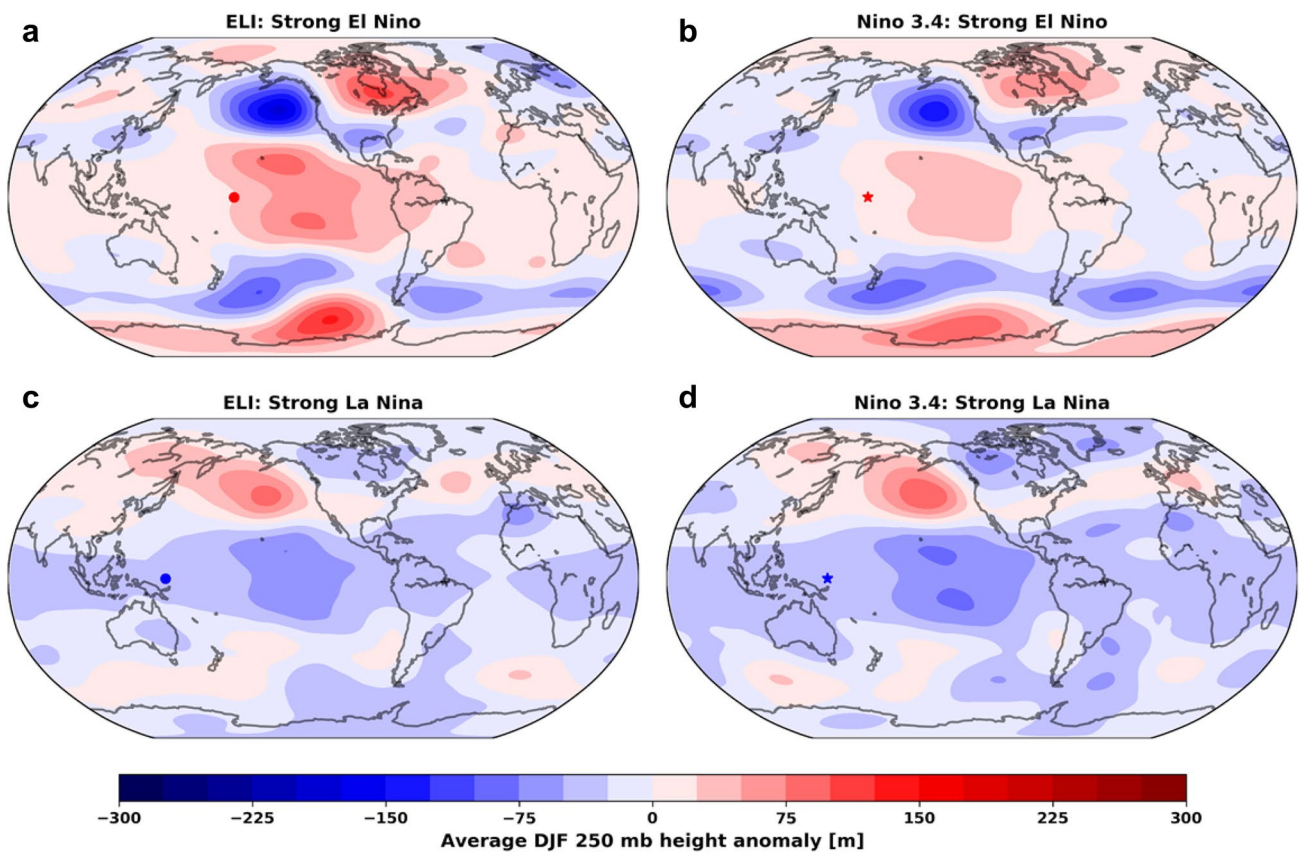 a
ELI: Strong El Nino
b
Nino 3.4: Strong El Nino
c
ELI: Strong La Nina
d
Nino 3.4: Strong La Nina
−300 −225 −150 −75 0 75 150 225 300
Average DJF 250 mb height anomaly [m]